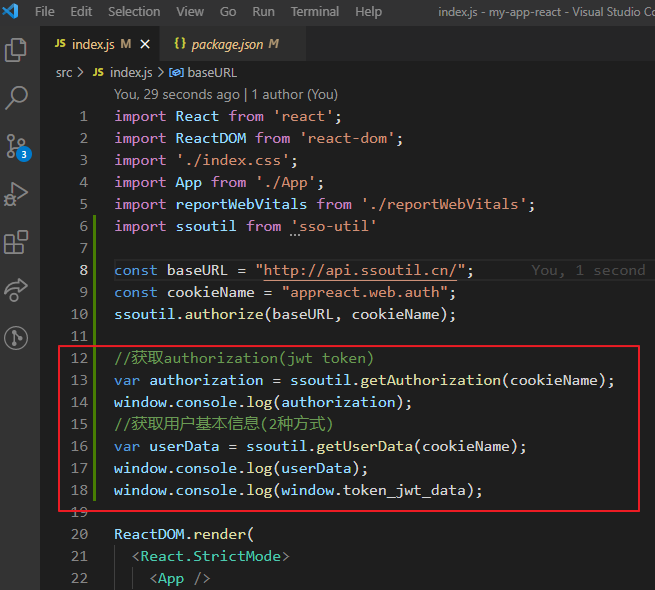 File Edit Selection View Go Run Terminal Help index.js - my-app-react - Visual Studio Co
JS index.js M × {} package.json M
src > JS index.js > baseURL
You, 29 seconds ago | 1 author (You)
1 import React from 'react';
2 import ReactDOM from 'react-dom';
3 import './index.css';
4 import App from './App';
5 import reportWebVitals from './reportWebVitals';
6 import ssoutil from 'sso-util'
7
8 const baseURL = "http://api.ssoutil.cn/"; You, 1 second
9 const cookieName = "appreact.web.auth";
10 ssoutil.authorize(baseURL, cookieName);
11
12 //获取authorization(jwt token)
13 var authorization = ssoutil.getAuthorization(cookieName);
14 window.console.log(authorization);
15 //获取用户基本信息(2种方式)
16 var userData = ssoutil.getUserData(cookieName);
17 window.console.log(userData);
18 window.console.log(window.token_jwt_data);
19
20 ReactDOM.render(
21 <React.StrictMode>
22 <App />
3